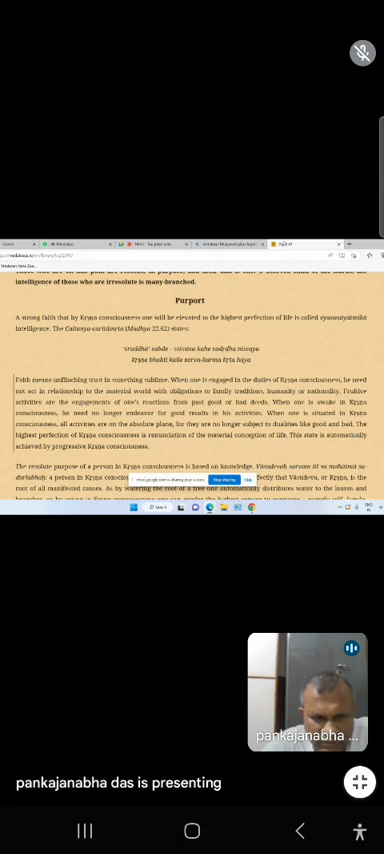 intelligence of those who are irresolute is many-branched.
Purport
A strong faith that by Kṛṣṇa consciousness one will be elevated to the highest perfection of life is called vyavasāyātmikā
intelligence. The Caitanya-caritāmṛta (Madhya 22.62) states:
'śraddhā'-śabde – viśvāsa kahe sudṛḍha niścaya
kṛṣṇe bhakti kaile sarva-karma kṛta haya
Faith means unflinching trust in something sublime. When one is engaged in the duties of Kṛṣṇa consciousness, he need
not act in relationship to the material world with obligations to family traditions, humanity or nationality. Fruitive
activities are the engagements of one's reactions from past good or bad deeds. When one is awake in Kṛṣṇa
consciousness, he need no longer endeavor for good results in his activities. When one is situated in Kṛṣṇa
consciousness, all activities are on the absolute plane, for they are no longer subject to dualities like good and bad. The
highest perfection of Kṛṣṇa consciousness is renunciation of the material conception of life. This state is automatically
achieved by progressive Kṛṣṇa consciousness.
The resolute purpose of a person in Kṛṣṇa consciousness is based on knowledge. Vāsudevaḥ sarvam iti sa mahātmā su-
durlabhaḥ: a person in Kṛṣṇa fectly that Vāsudeva, or Kṛṣṇa, is the
Stop sharing
Hide
root of all manifested causes. As by watering the root of a tree one automatically distributes water to the leaves and
Search
pankajanabha ...
pankajanabha das is presenting